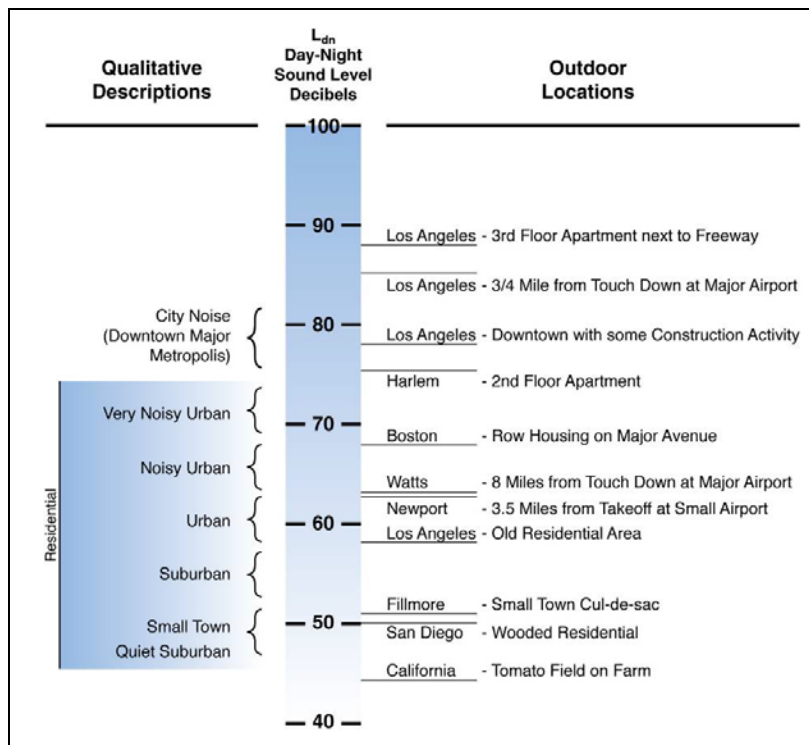 Qualitative
Descriptions
L_dn
Day-Night
Sound Level
Decibels
Outdoor
Locations
100
90
Los Angeles - 3rd Floor Apartment next to Freeway
Los Angeles - 3/4 Mile from Touch Down at Major Airport
City Noise
(Downtown Major
Metropolis)
80
Los Angeles - Downtown with some Construction Activity
Harlem - 2nd Floor Apartment
Very Noisy Urban
70
Boston - Row Housing on Major Avenue
Noisy Urban
Watts - 8 Miles from Touch Down at Major Airport
Newport - 3.5 Miles from Takeoff at Small Airport
Urban
60
Los Angeles - Old Residential Area
Residential
Suburban
Fillmore - Small Town Cul-de-sac
Small Town
50
San Diego - Wooded Residential
Quiet Suburban
California - Tomato Field on Farm
40